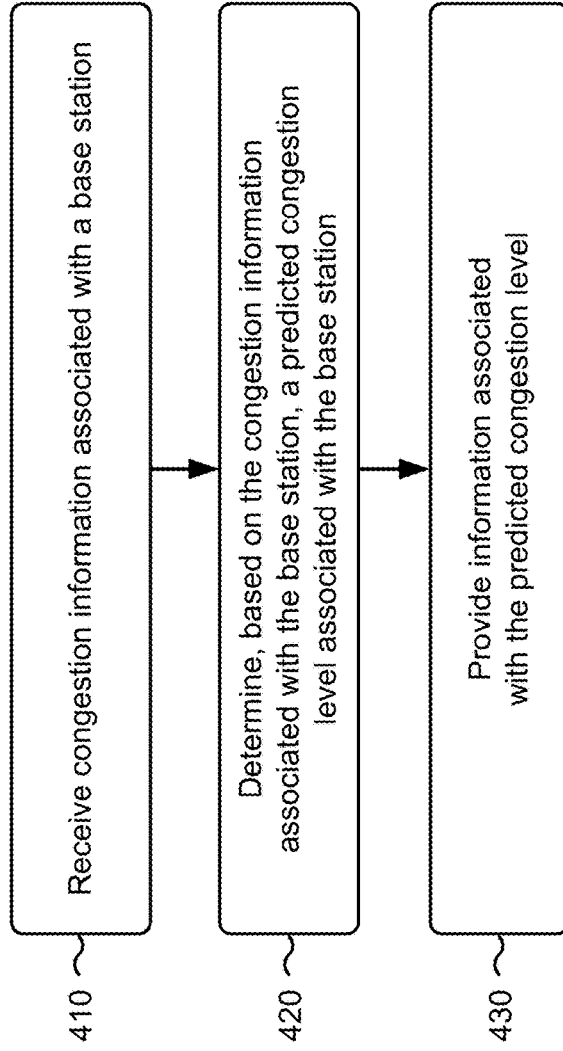 410
Receive congestion information associated with a base station
420
Determine, based on the congestion information
associated with the base station, a predicted congestion
level associated with the base station
430
Provide information associated
with the predicted congestion level